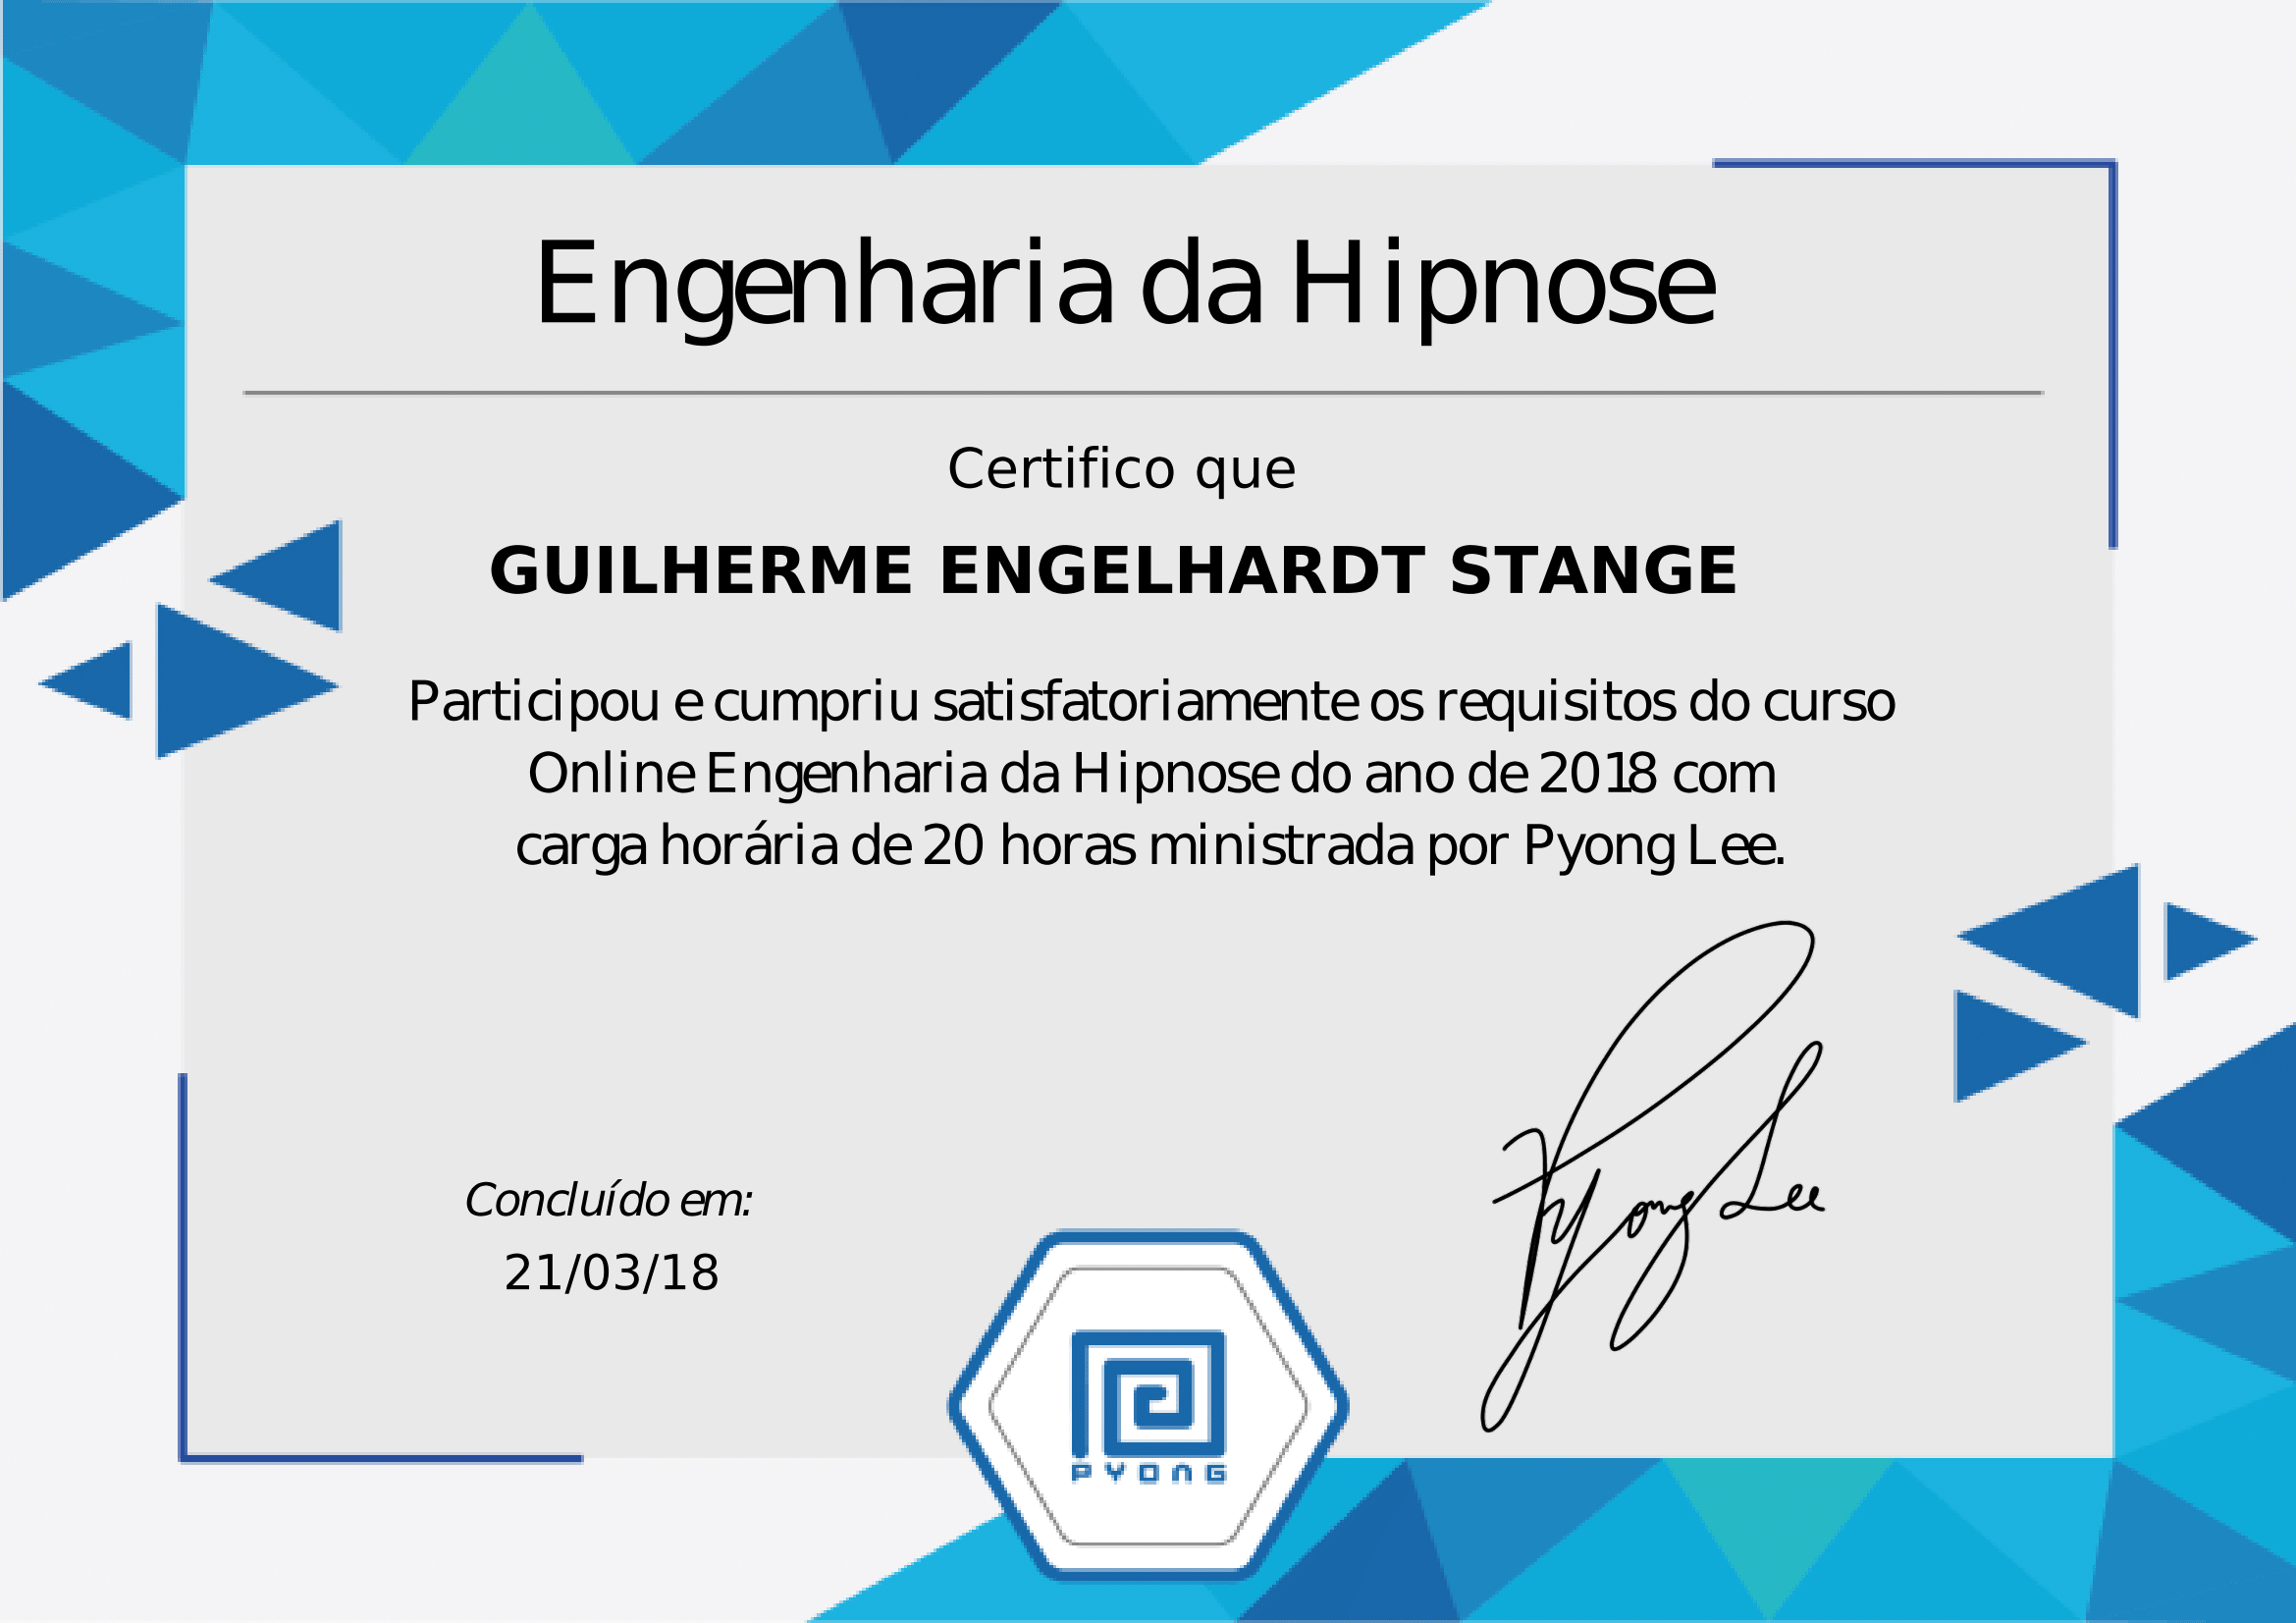 Engenharia da Hipnose
Certifico que
GUILHERME ENGELHARDT STANGE
Participou e cumpriu satisfatoriamente os requisitos do curso
Online Engenharia da Hipnose do ano de 2018 com
carga horária de 20 horas ministrada por Pyong Lee.
Pyong Lee
Concluído em:
21/03/18
PYONG